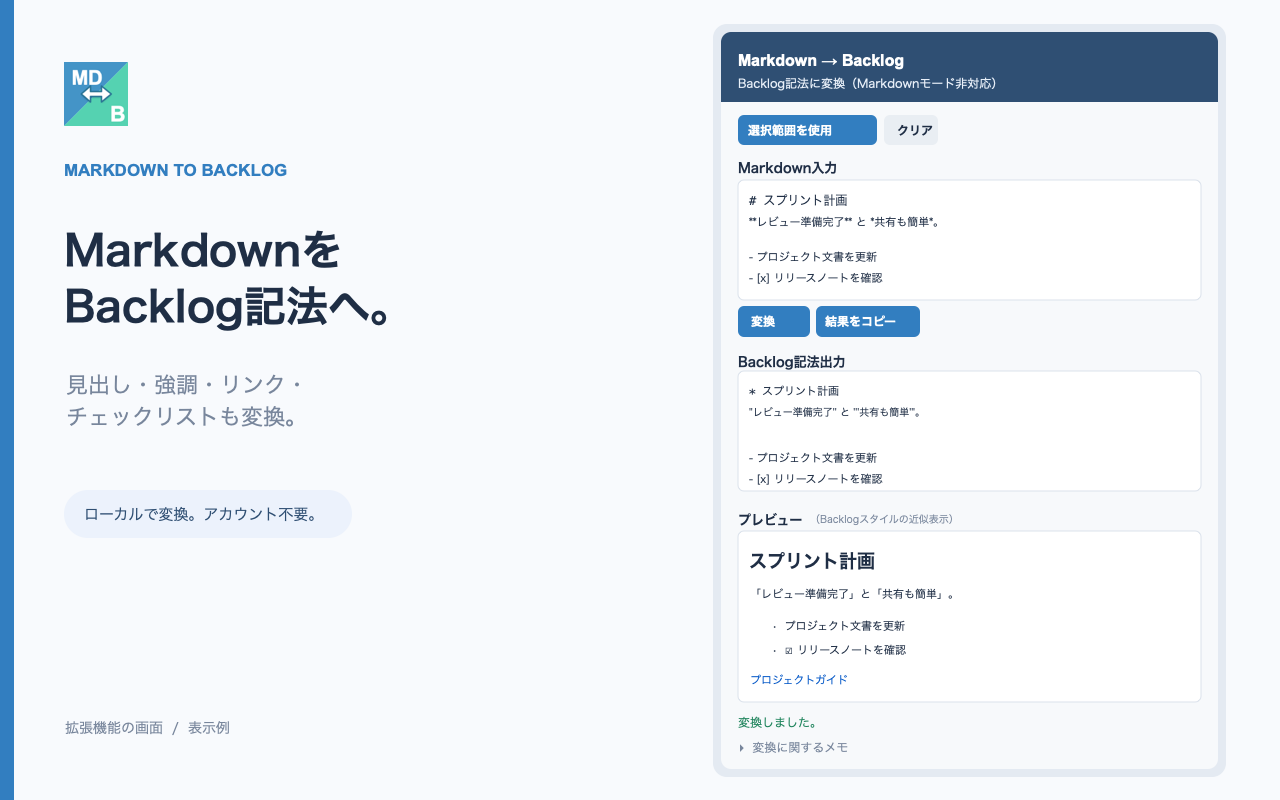 MD
B
MARKDOWN TO BACKLOG
Markdownを
Backlog記法へ。
見出し・強調・リンク・
チェックリストも変換。
ローカルで変換。アカウント不要。
拡張機能の画面 / 表示例
Markdown → Backlog
Backlog記法に変換（Markdownモード非対応）
選択範囲を使用 クリア
Markdown入力
# スプリント計画
**レビュー準備完了** と *共有も簡単*。
- プロジェクト文書を更新
- [x] リリースノートを確認
変換 結果をコピー
Backlog記法出力
* スプリント計画
''レビュー準備完了'' と '''共有も簡単'''。
- プロジェクト文書を更新
- [x] リリースノートを確認
プレビュー （Backlogスタイルの近似表示）
スプリント計画
「レビュー準備完了」と「共有も簡単」。
・ プロジェクト文書を更新
・ ☑ リリースノートを確認
プロジェクトガイド
変換しました。
変換に関するメモ